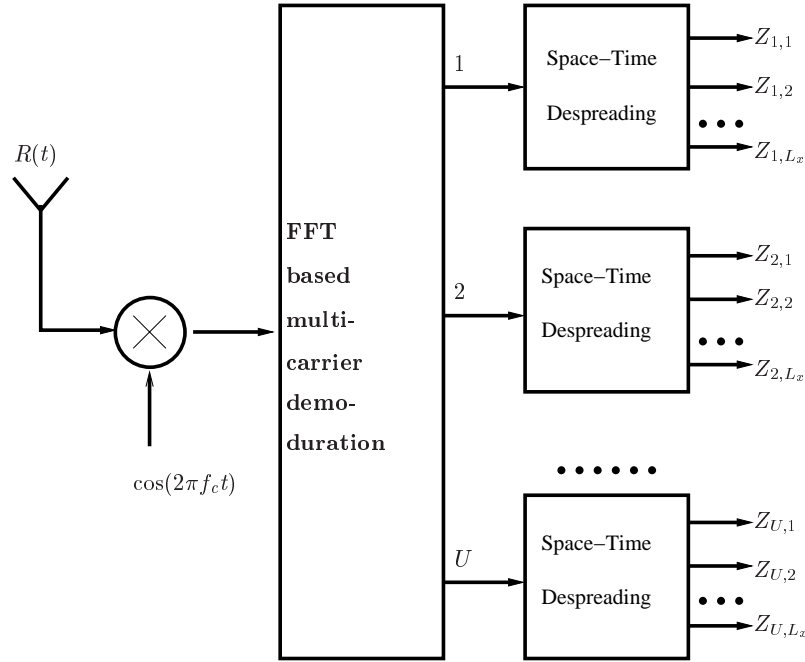 R(t)
cos(2πf_c t)
FFT
based
multi-
carrier
demo-
duration
1
Space–Time
Despreading
Z_{1,1}
Z_{1,2}
Z_{1,L_x}
2
Space–Time
Despreading
Z_{2,1}
Z_{2,2}
Z_{2,L_x}
U
Space–Time
Despreading
Z_{U,1}
Z_{U,2}
Z_{U,L_x}